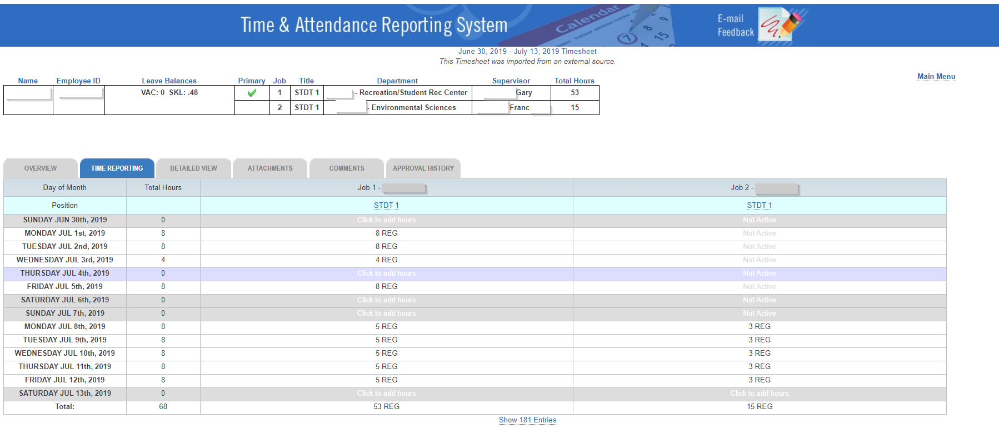 Time & Attendance Reporting System
Calendar
E-mail
Feedback
June 30, 2019 - July 13, 2019 Timesheet
This Timesheet was imported from an external source.
Main Menu
Name Employee ID Leave Balances Primary Job Title Department Supervisor Total Hours
VAC: 0 SKL: .48 1 STDT 1 - Recreation/Student Rec Center Gary 53
2 STDT 1 - Environmental Sciences Franc 15
OVERVIEW TIME REPORTING DETAILED VIEW ATTACHMENTS COMMENTS APPROVAL HISTORY
Day of Month Total Hours Job 1 - Job 2 -
Position STDT 1 STDT 1
SUNDAY JUN 30th, 2019 0 Click to add hours Not Active
MONDAY JUL 1st, 2019 8 8 REG Not Active
TUESDAY JUL 2nd, 2019 8 8 REG Not Active
WEDNESDAY JUL 3rd, 2019 4 4 REG Not Active
THURSDAY JUL 4th, 2019 0 Click to add hours Not Active
FRIDAY JUL 5th, 2019 8 8 REG Not Active
SATURDAY JUL 6th, 2019 0 Click to add hours Not Active
SUNDAY JUL 7th, 2019 0 Click to add hours Not Active
MONDAY JUL 8th, 2019 8 5 REG 3 REG
TUESDAY JUL 9th, 2019 8 5 REG 3 REG
WEDNESDAY JUL 10th, 2019 8 5 REG 3 REG
THURSDAY JUL 11th, 2019 8 5 REG 3 REG
FRIDAY JUL 12th, 2019 8 5 REG 3 REG
SATURDAY JUL 13th, 2019 0 Click to add hours Click to add hours
Total: 68 53 REG 15 REG
Show 181 Entries